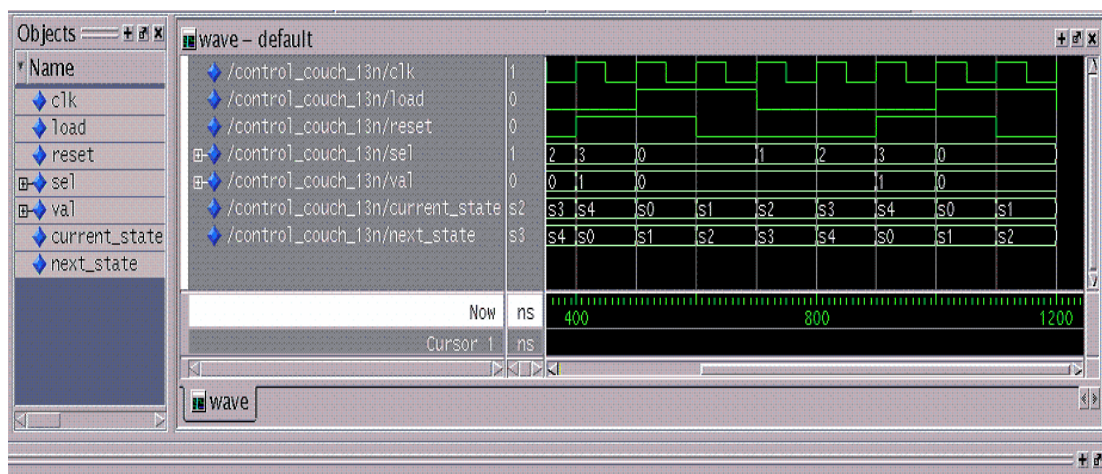 Objects
Name
clk
load
reset
sel
val
current_state
next_state
wave – default
/control_couch_13n/clk 1
/control_couch_13n/load 0
/control_couch_13n/reset 0
/control_couch_13n/sel 1 2 3 0 1 2 3 0
/control_couch_13n/val 0 0 1 0 1 0
/control_couch_13n/current_state s2 s3 s4 s0 s1 s2 s3 s4 s0 s1
/control_couch_13n/next_state s3 s4 s0 s1 s2 s3 s4 s0 s1 s2
Now ns 400 800 1200
Cursor 1 ns
wave